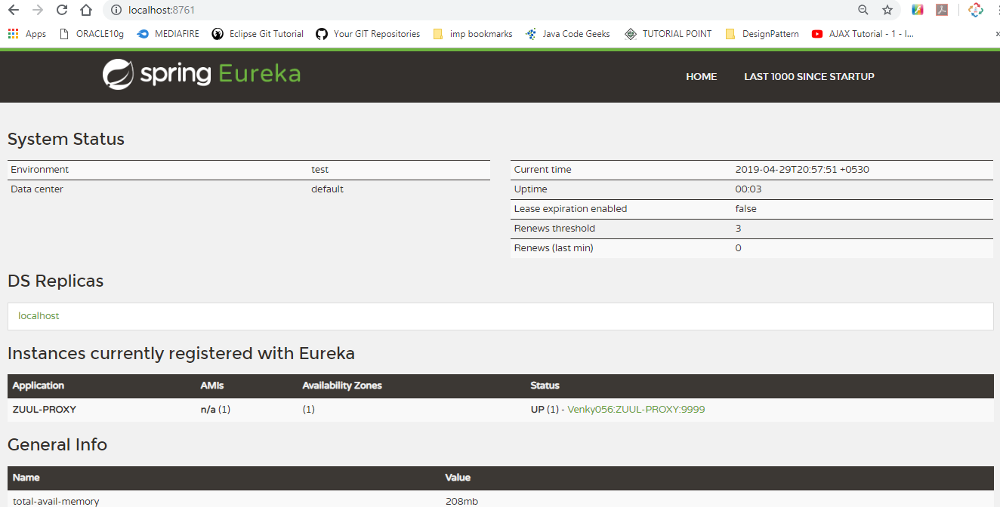 localhost:8761
Apps ORACLE10g MEDIAFIRE Eclipse Git Tutorial Your GIT Repositories imp bookmarks Java Code Geeks TUTORIAL POINT DesignPattern AJAX Tutorial - 1 - I... »
spring Eureka HOME LAST 1000 SINCE STARTUP
System Status
Environment test
Data center default
Current time 2019-04-29T20:57:51 +0530
Uptime 00:03
Lease expiration enabled false
Renews threshold 3
Renews (last min) 0
DS Replicas
localhost
Instances currently registered with Eureka
Application AMIs Availability Zones Status
ZUUL-PROXY n/a (1) (1) UP (1) - Venky056:ZUUL-PROXY:9999
General Info
Name Value
total-avail-memory 208mb